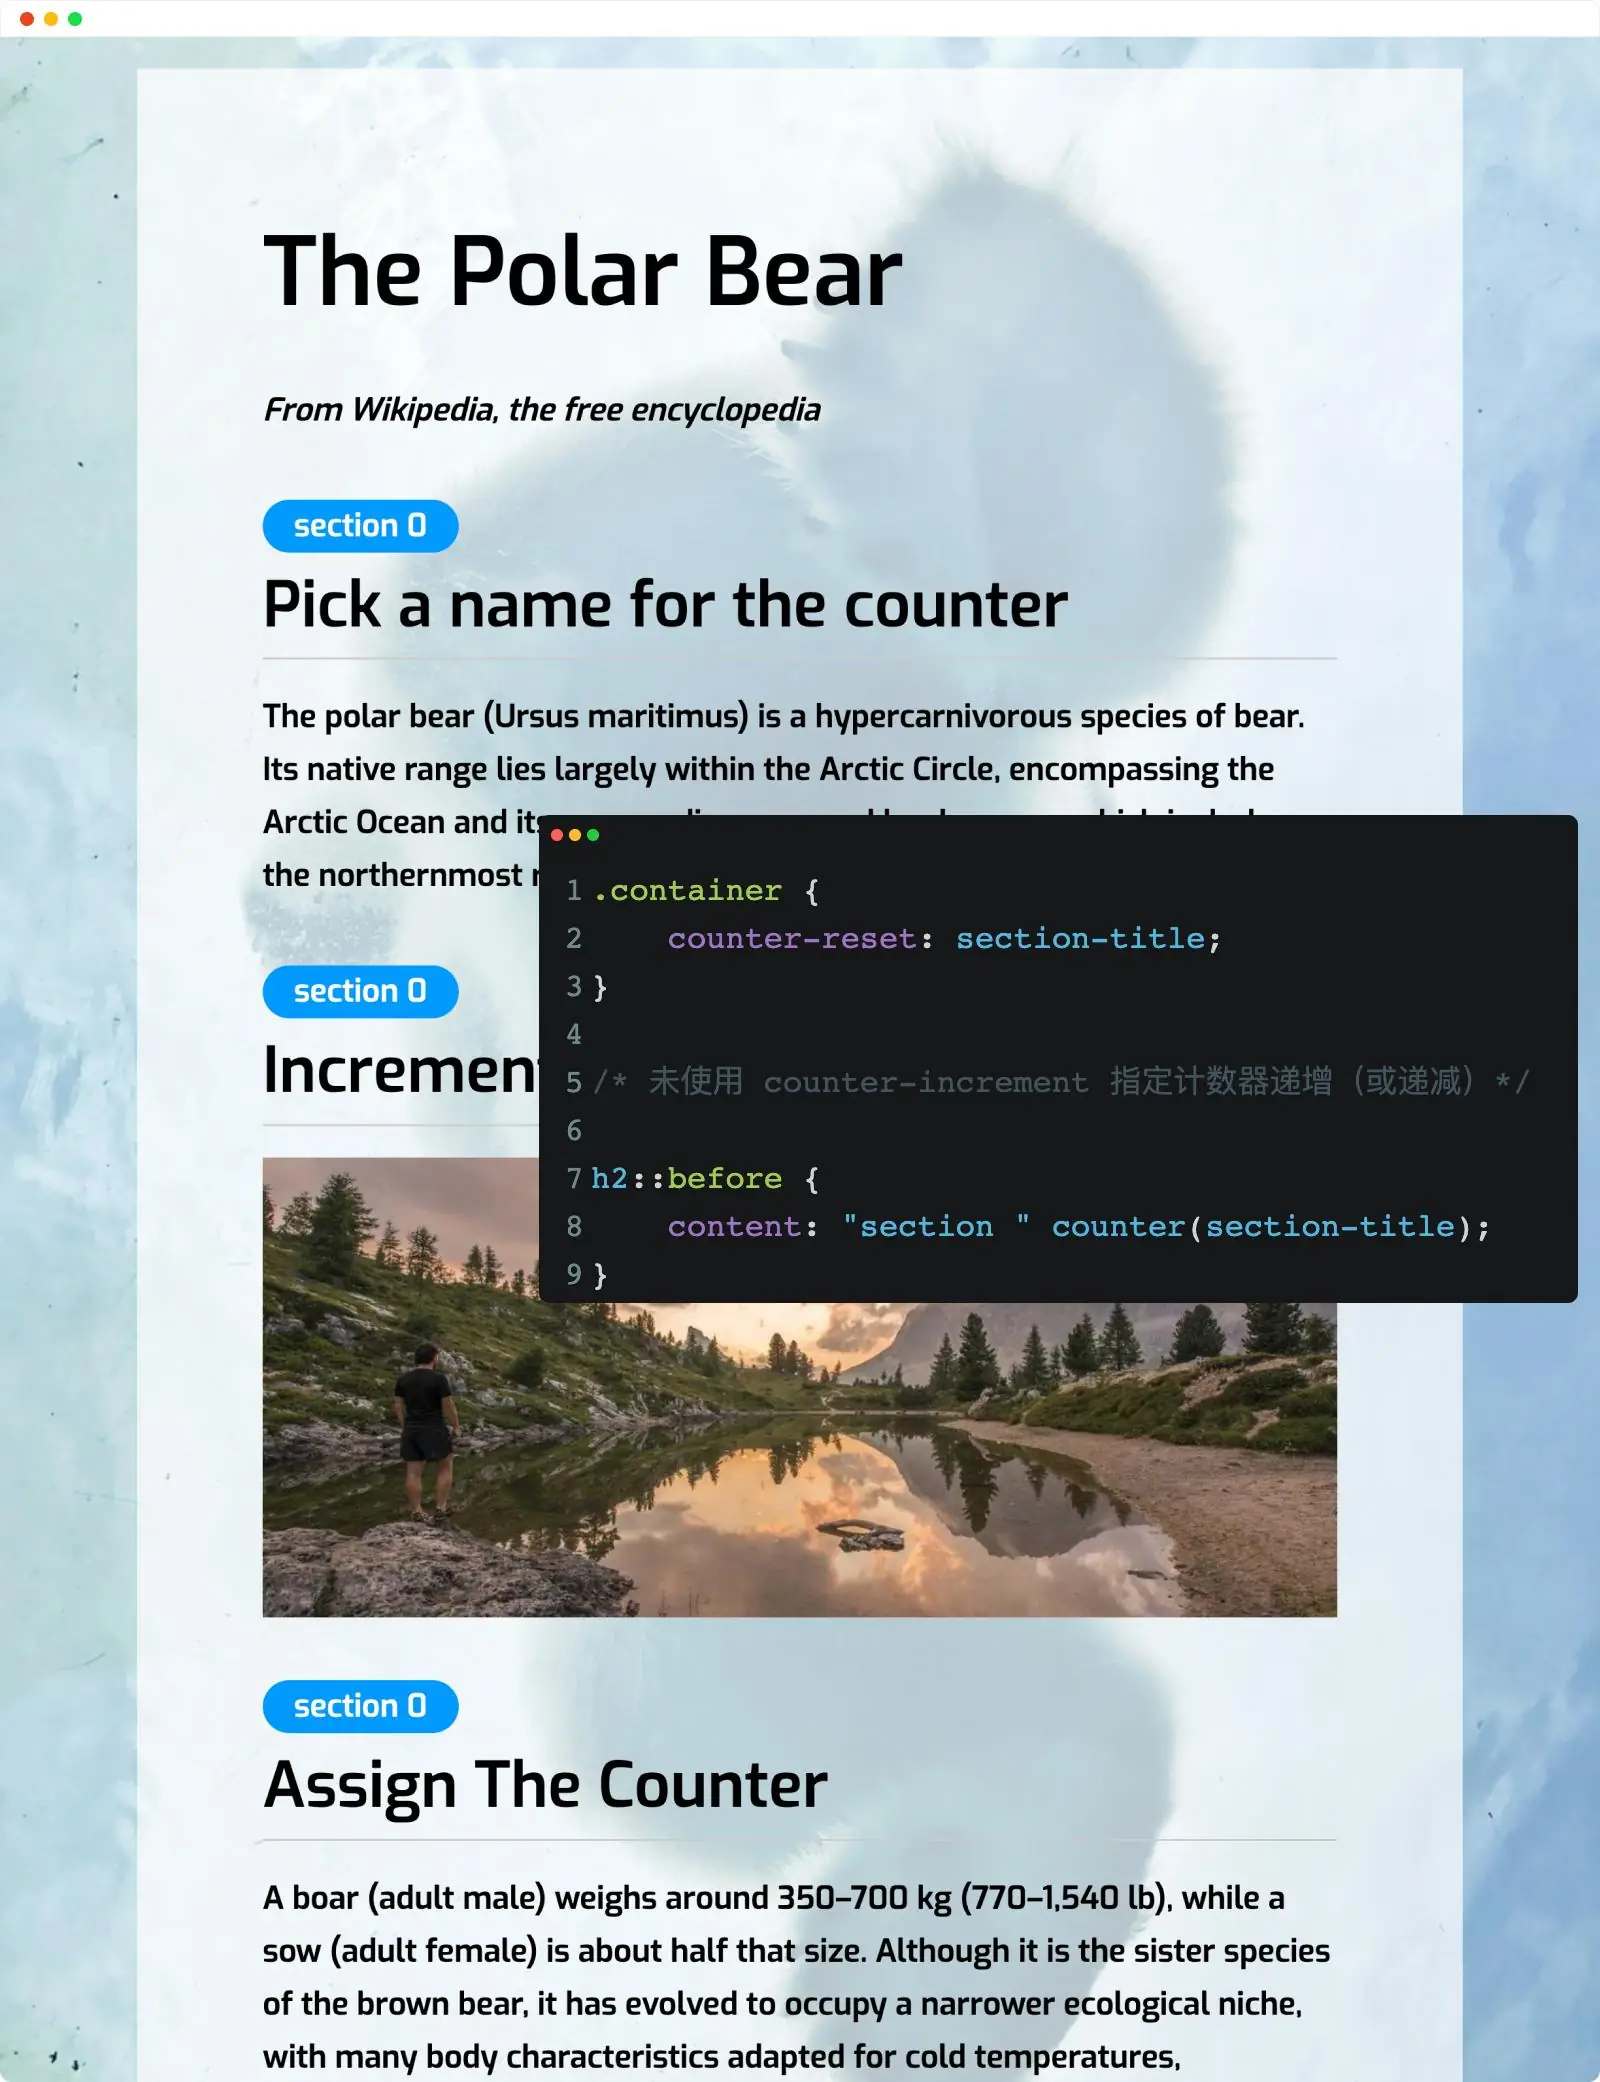 The Polar Bear
From Wikipedia, the free encyclopedia
section 0
Pick a name for the counter
The polar bear (Ursus maritimus) is a hypercarnivorous species of bear.
Its native range lies largely within the Arctic Circle, encompassing the
Arctic Ocean and its
the northernmost
section 0
Increment
1 .container {
2 counter-reset: section-title;
3 }
4
5 /* 未使用 counter-increment 指定计数器递增（或递减）*/
6
7 h2::before {
8 content: "section " counter(section-title);
9 }
section 0
Assign The Counter
A boar (adult male) weighs around 350–700 kg (770–1,540 lb), while a
sow (adult female) is about half that size. Although it is the sister species
of the brown bear, it has evolved to occupy a narrower ecological niche,
with many body characteristics adapted for cold temperatures,